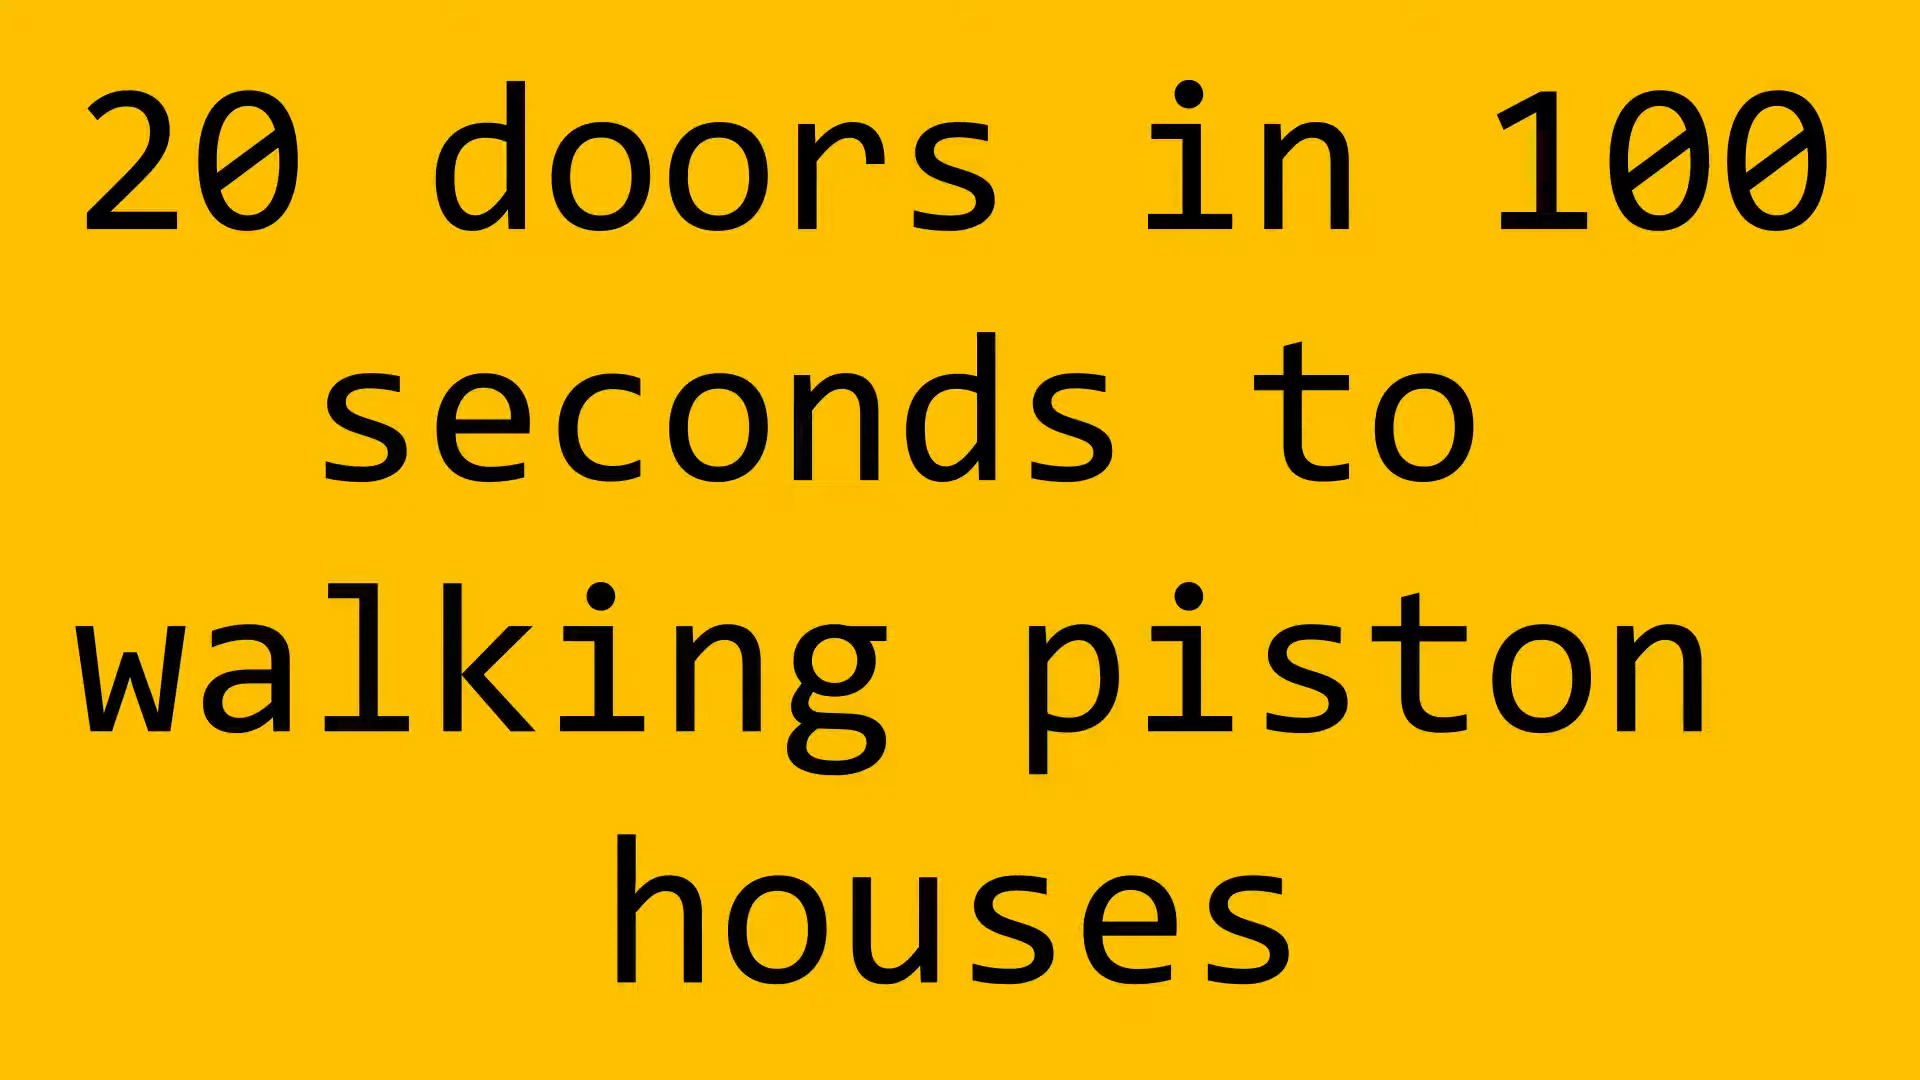 20 doors in 100
seconds to
walking piston
houses